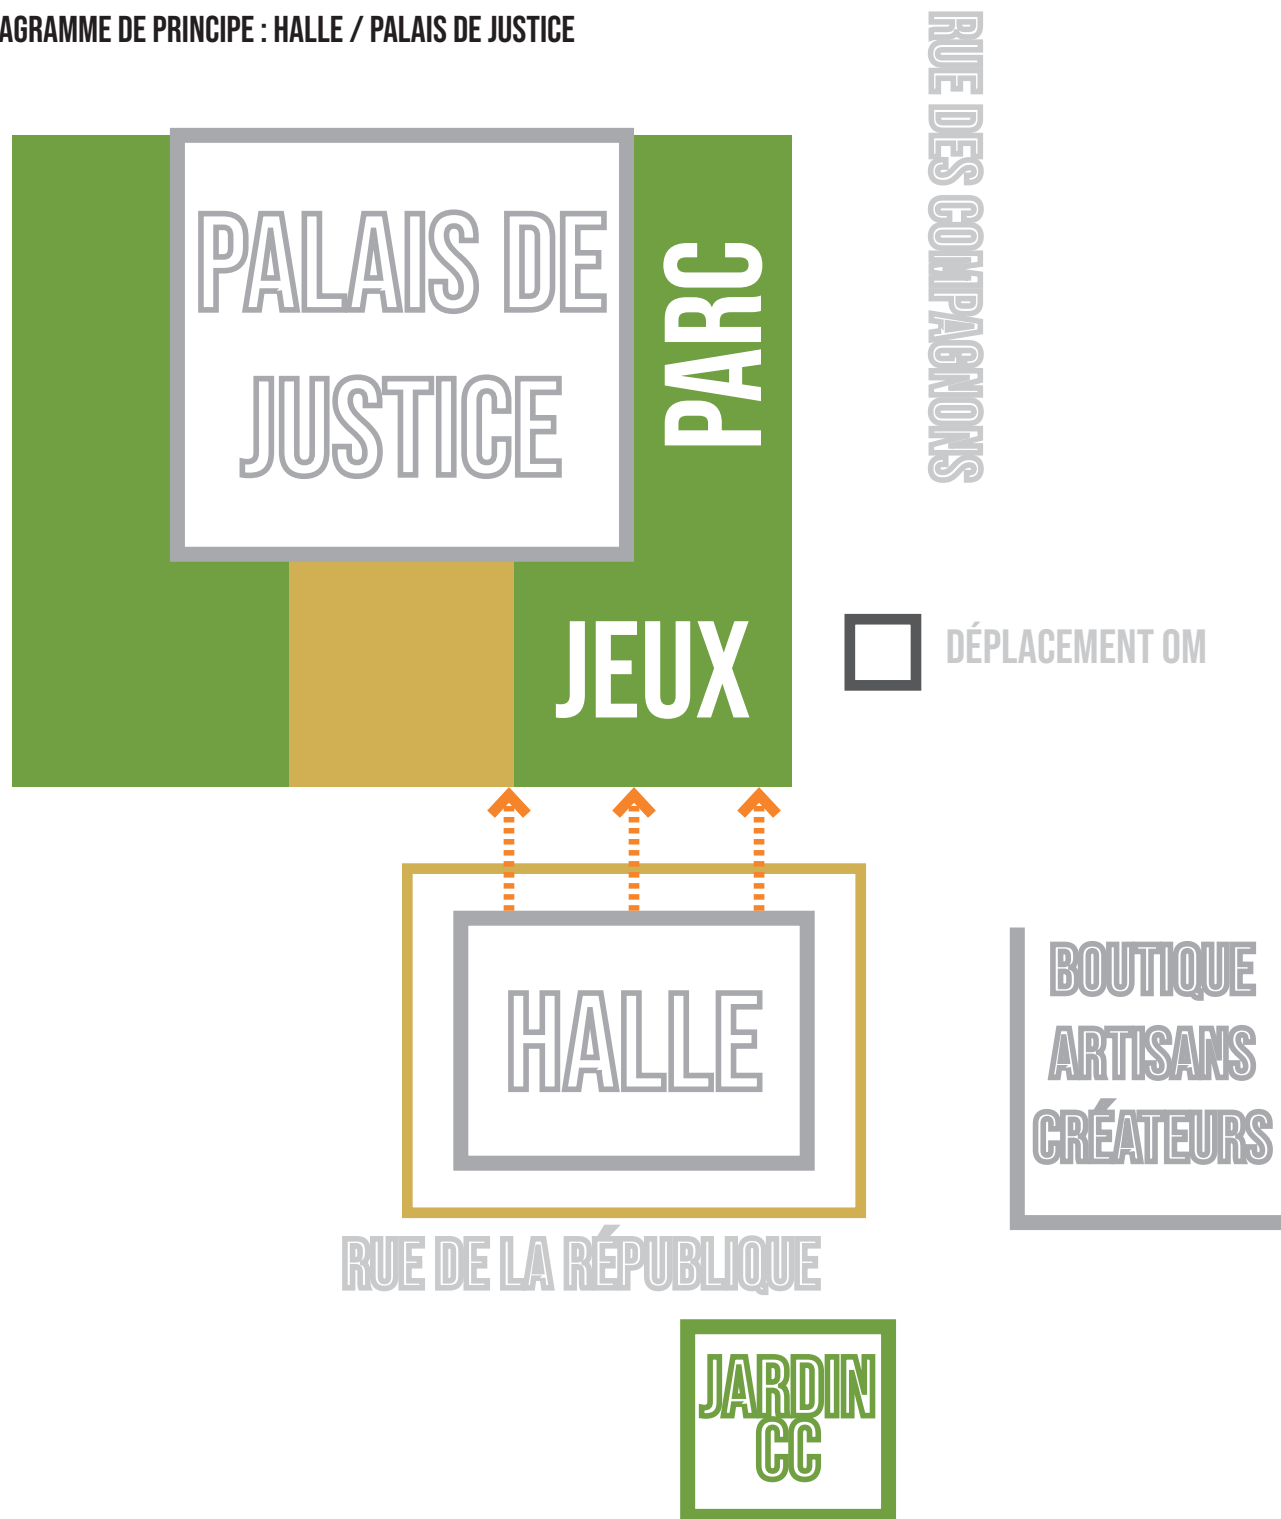 AGRAMME DE PRINCIPE : HALLE / PALAIS DE JUSTICE
RUE DES COMPAGNONS
PALAIS DE
JUSTICE
PARC
JEUX
DÉPLACEMENT OM
HALLE
BOUTIQUE
ARTISANS
CRÉATEURS
RUE DE LA RÉPUBLIQUE
JARDIN
CC